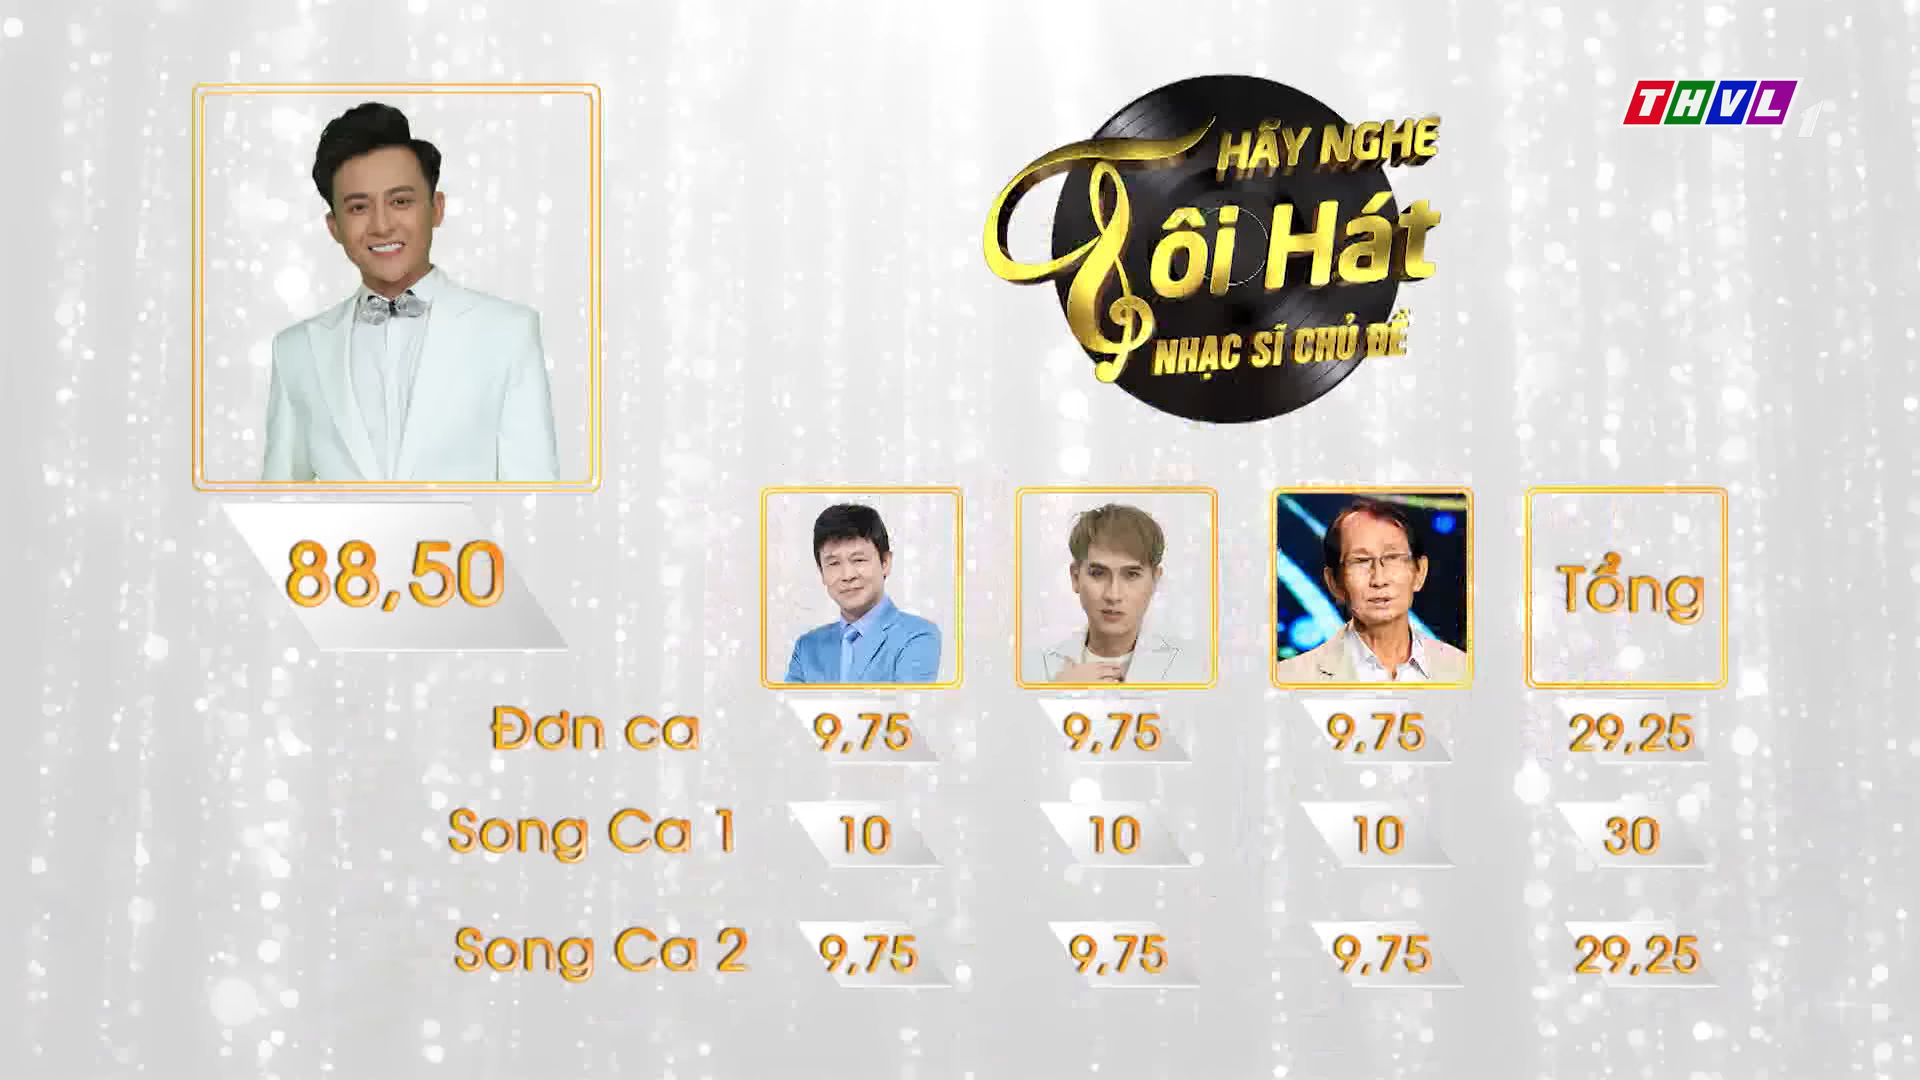 THVL 1
HÃY NGHE
Tôi Hát
NHẠC SĨ CHỦ ĐỀ
88,50
Tổng
Đơn ca 9,75 9,75 9,75 29,25
Song Ca 1 10 10 10 30
Song Ca 2 9,75 9,75 9,75 29,25